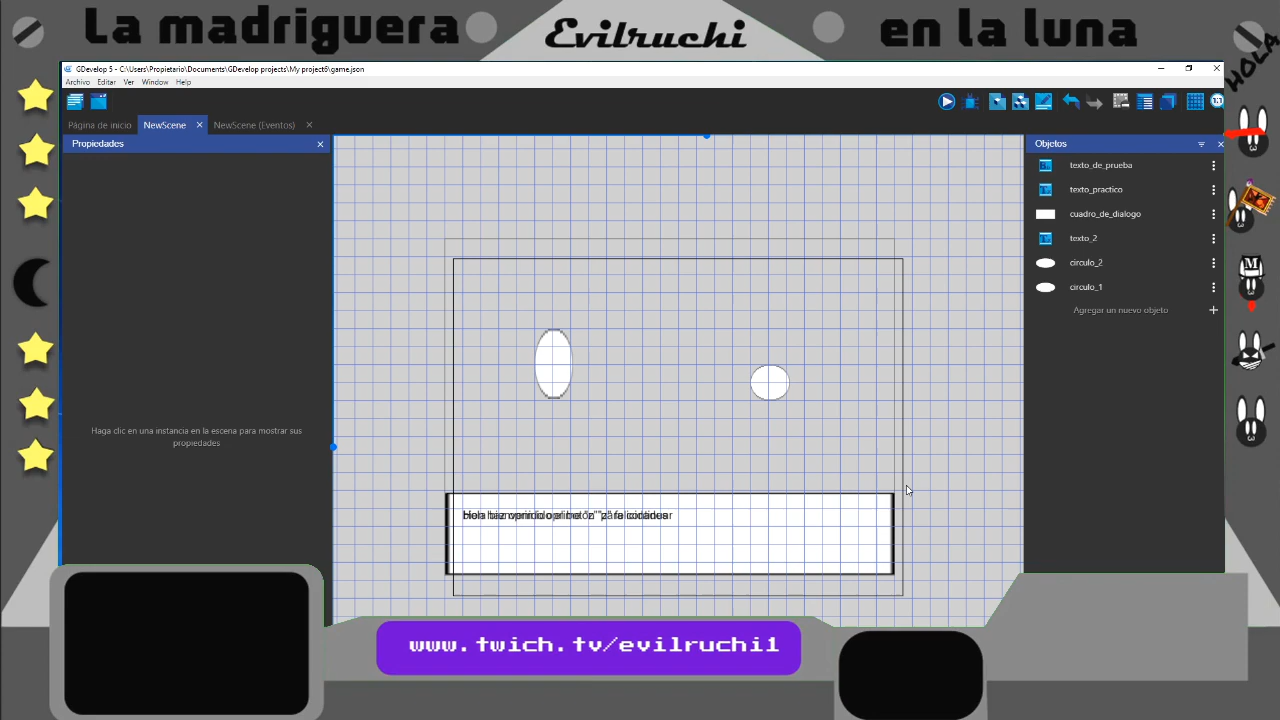 La madriguera
Evilruchi
en la luna
HOLA
GDevelop 5 - C:\Users\Propietario\Documents\GDevelop projects\My project6\game.json
Archivo Editar Ver Window Help
1:1
Página de inicio NewScene NewScene (Eventos)
Propiedades
Objetos
texto_de_prueba
texto_practico
cuadro_de_dialogo
texto_2
circulo_2
circulo_1
Agregar un nuevo objeto
M
Haga clic en una instancia en la escena para mostrar sus
propiedades
www.twich.tv/evilruchi1